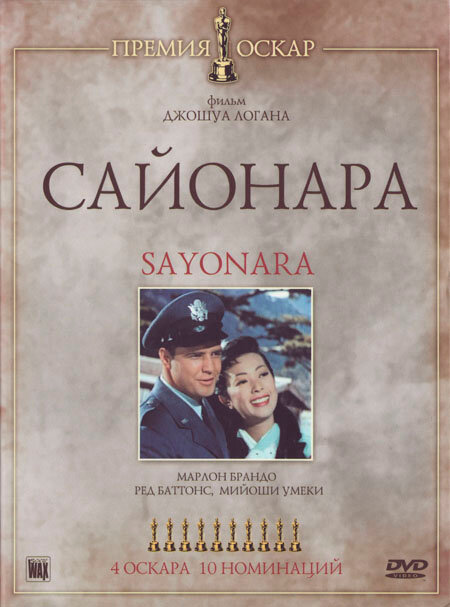 ПРЕМИЯ ОСКАР
фильм
ДЖОШУА ЛОГАНА
САЙОНАРА
SAYONARA
МАРЛОН БРАНДО
РЕД БАТТОНС, МИЙОШИ УМЕКИ
4 ОСКАРА 10 НОМИНАЦИЙ
WAX
DVD
VIDEO